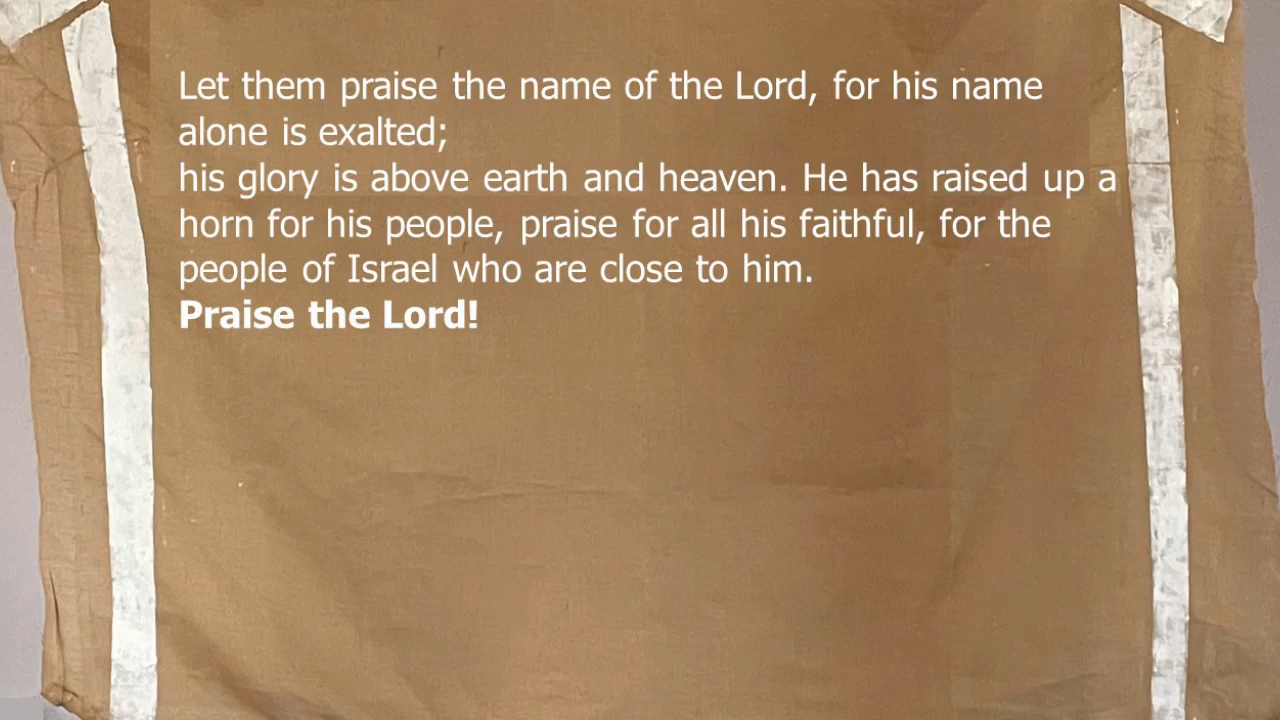 Let them praise the name of the Lord, for his name
alone is exalted;
his glory is above earth and heaven. He has raised up a
horn for his people, praise for all his faithful, for the
people of Israel who are close to him.
Praise the Lord!